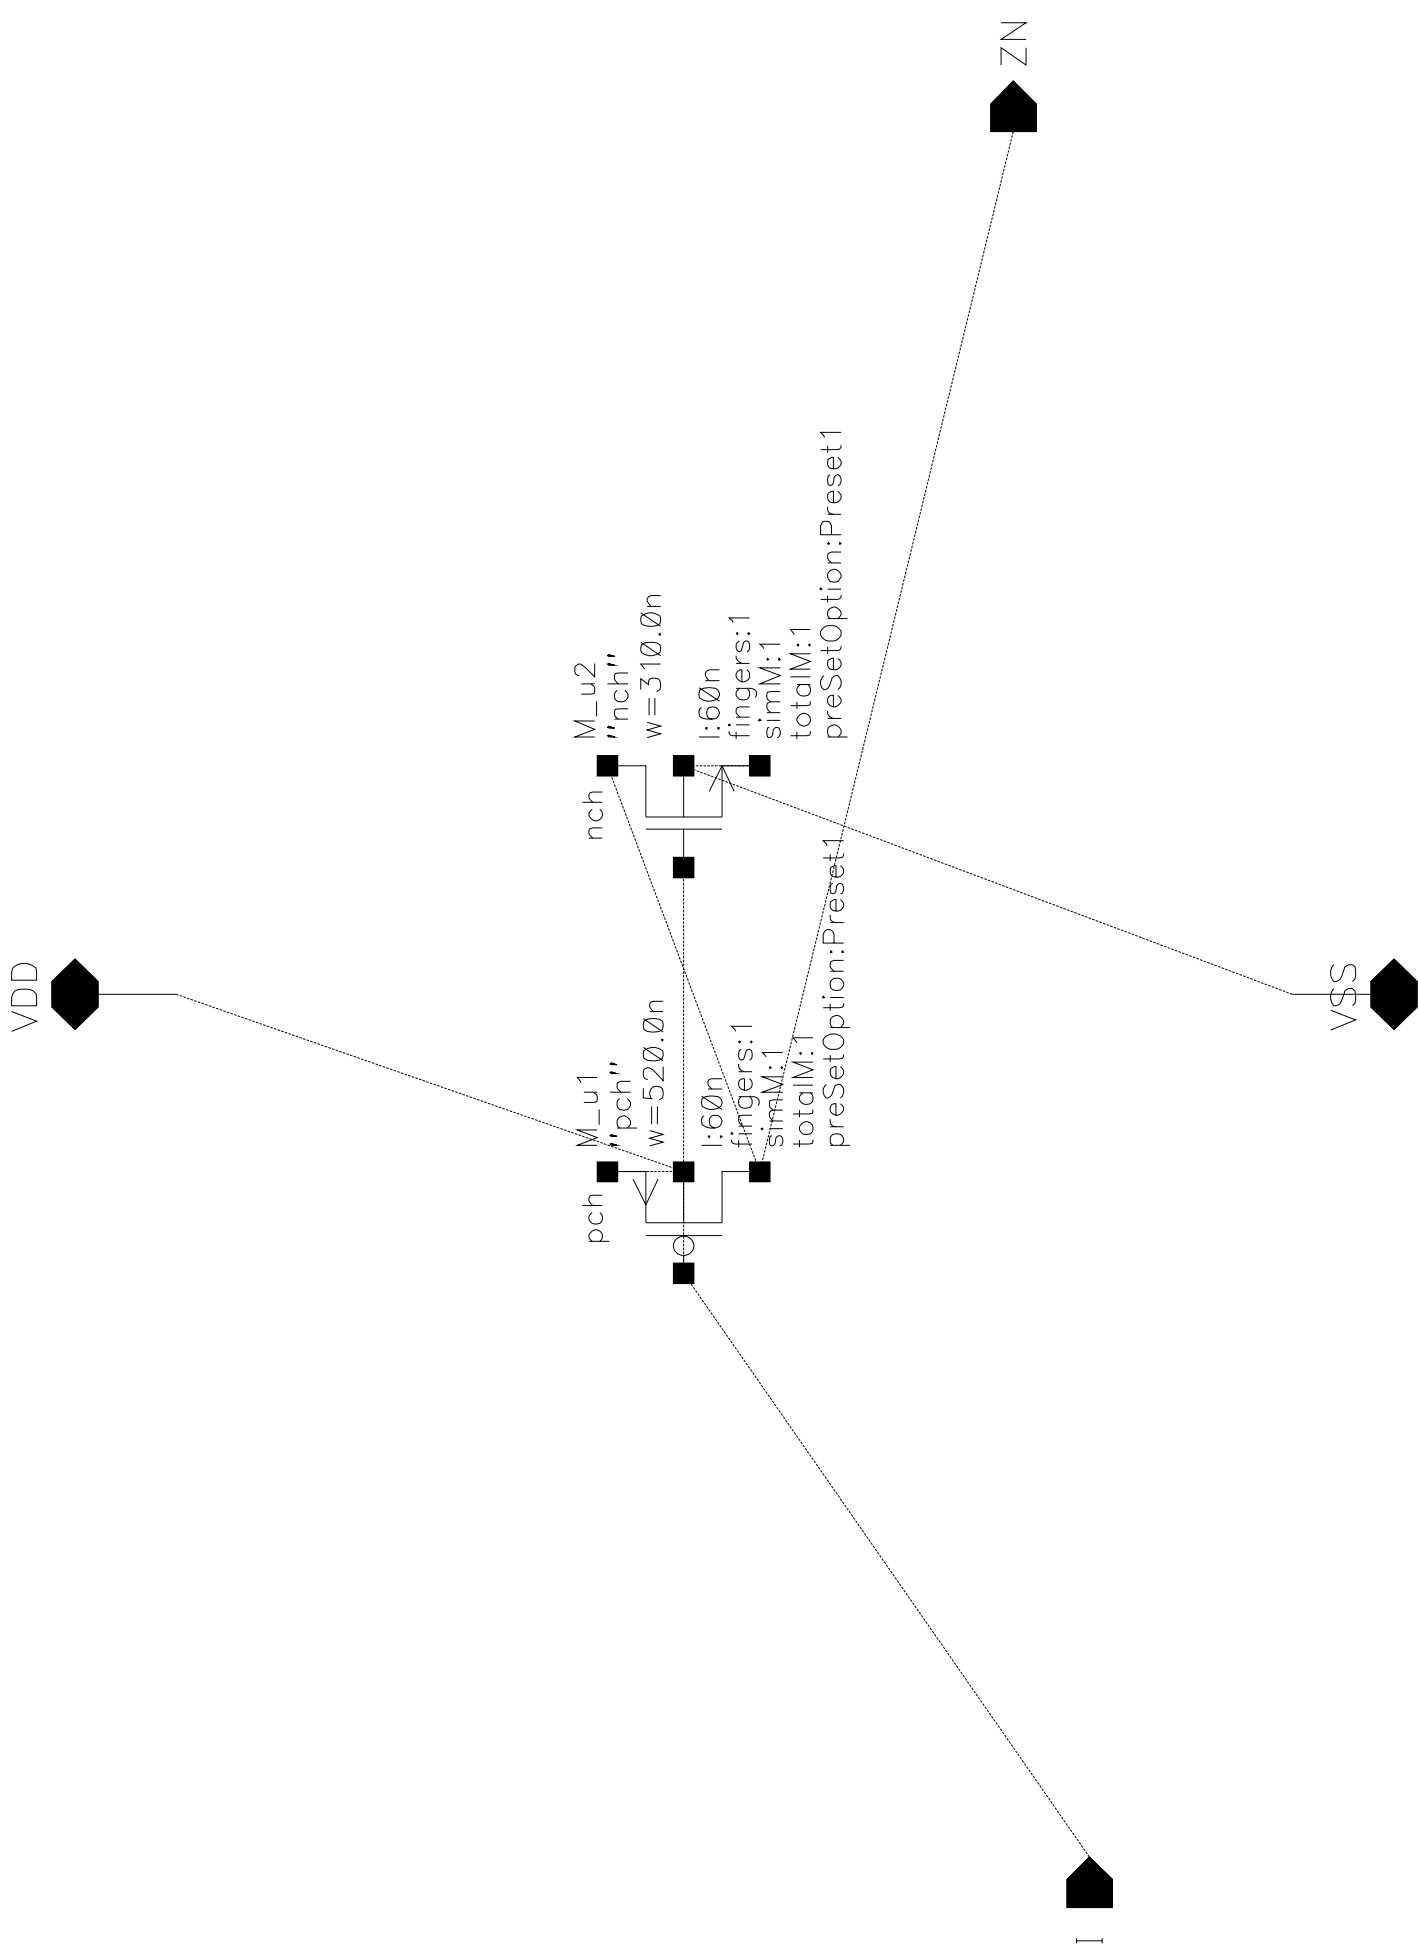 VDD
M_u1
"pch"
w=520.0n
l:60n
fingers:1
simM:1
totalM:1
preSetOption:Preset1
pch
M_u2
"nch"
w=310.0n
l:60n
fingers:1
simM:1
totalM:1
preSetOption:Preset1
nch
ZN
I
VSS